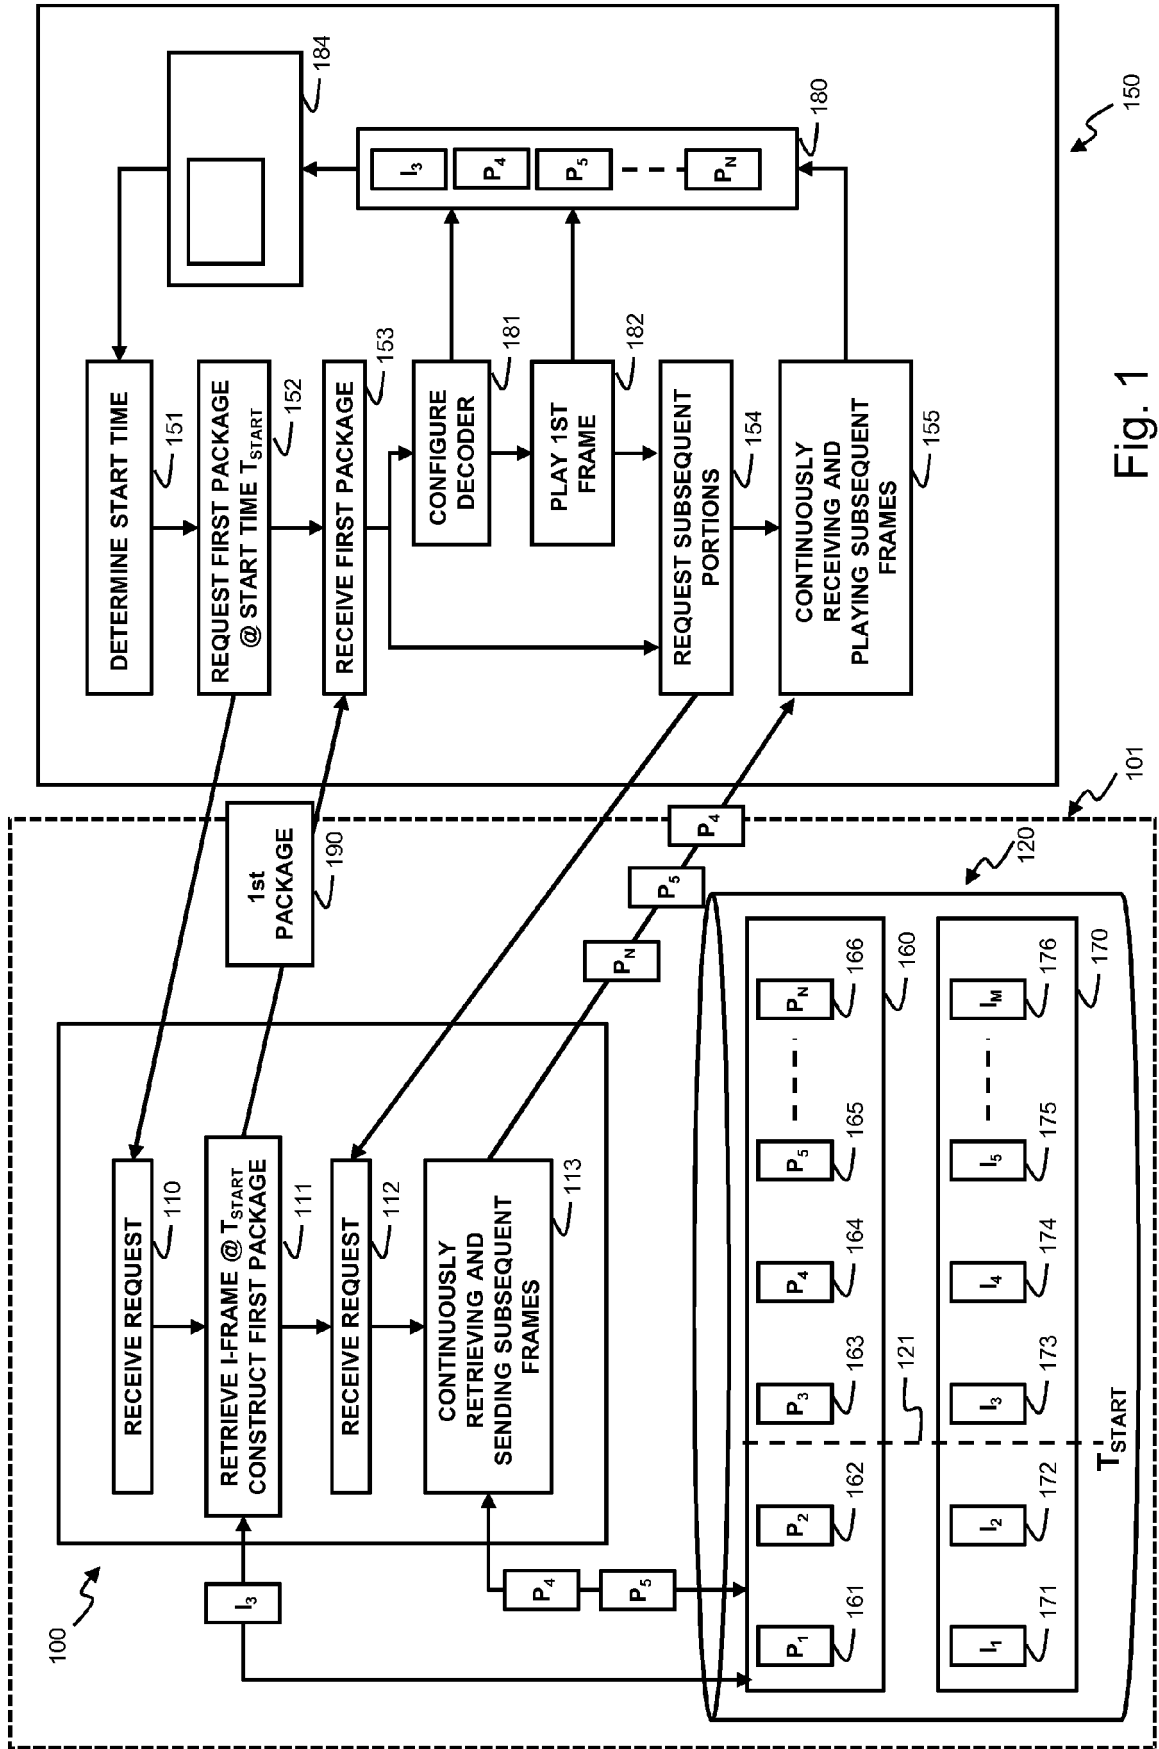 100
RECEIVE REQUEST
110
RETRIEVE I-FRAME @ TSTART
CONSTRUCT FIRST PACKAGE
111
RECEIVE REQUEST
112
CONTINUOUSLY
RETRIEVING AND
SENDING SUBSEQUENT
FRAMES
113
I3
P4
P5
1st
PACKAGE
190
PN
P5
P4
101
120
P1
161
P2
162
P3
163
P4
164
P5
165
PN
166
160
121
I1
171
I2
172
I3
173
I4
174
I5
175
IM
176
170
TSTART
DETERMINE START TIME
151
REQUEST FIRST PACKAGE
@ START TIME TSTART
152
RECEIVE FIRST PACKAGE
153
CONFIGURE
DECODER
181
PLAY 1ST
FRAME
182
REQUEST SUBSEQUENT
PORTIONS
154
CONTINUOUSLY
RECEIVING AND
PLAYING SUBSEQUENT
FRAMES
155
184
I3
P4
P5
PN
180
150
Fig. 1